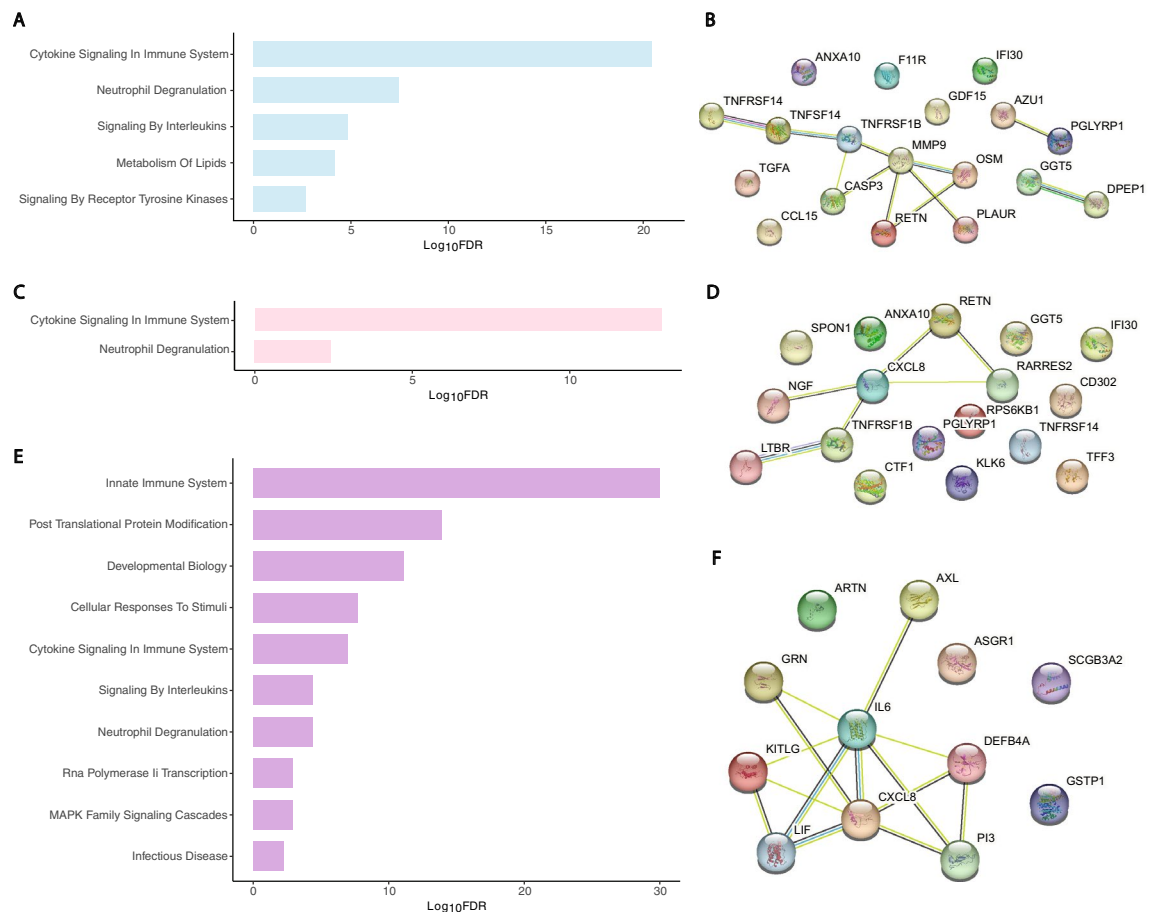 A
Cytokine Signaling In Immune System
Neutrophil Degranulation
Signaling By Interleukins
Metabolism Of Lipids
Signaling By Receptor Tyrosine Kinases
0 5 10 15 20
Log10FDR
B
ANXA10
F11R
IFI30
TNFRSF14
TNFSF14
TNFRSF1B
GDF15
AZU1
PGLYRP1
MMP9
OSM
GGT5
DPEP1
TGFA
CASP3
CCL15
RETN
PLAUR
C
Cytokine Signaling In Immune System
Neutrophil Degranulation
0 5 10
Log10FDR
D
RETN
ANXA10
SPON1
GGT5
IFI30
CXCL8
RARRES2
NGF
CD302
RPS6KB1
TNFRSF1B
PGLYRP1
TNFRSF14
LTBR
KLK6
TFF3
CTF1
E
Innate Immune System
Post Translational Protein Modification
Developmental Biology
Cellular Responses To Stimuli
Cytokine Signaling In Immune System
Signaling By Interleukins
Neutrophil Degranulation
Rna Polymerase Ii Transcription
MAPK Family Signaling Cascades
Infectious Disease
0 10 20 30
Log10FDR
F
ARTN
AXL
ASGR1
GRN
SCGB3A2
IL6
KITLG
DEFB4A
GSTP1
CXCL8
LIF
PI3